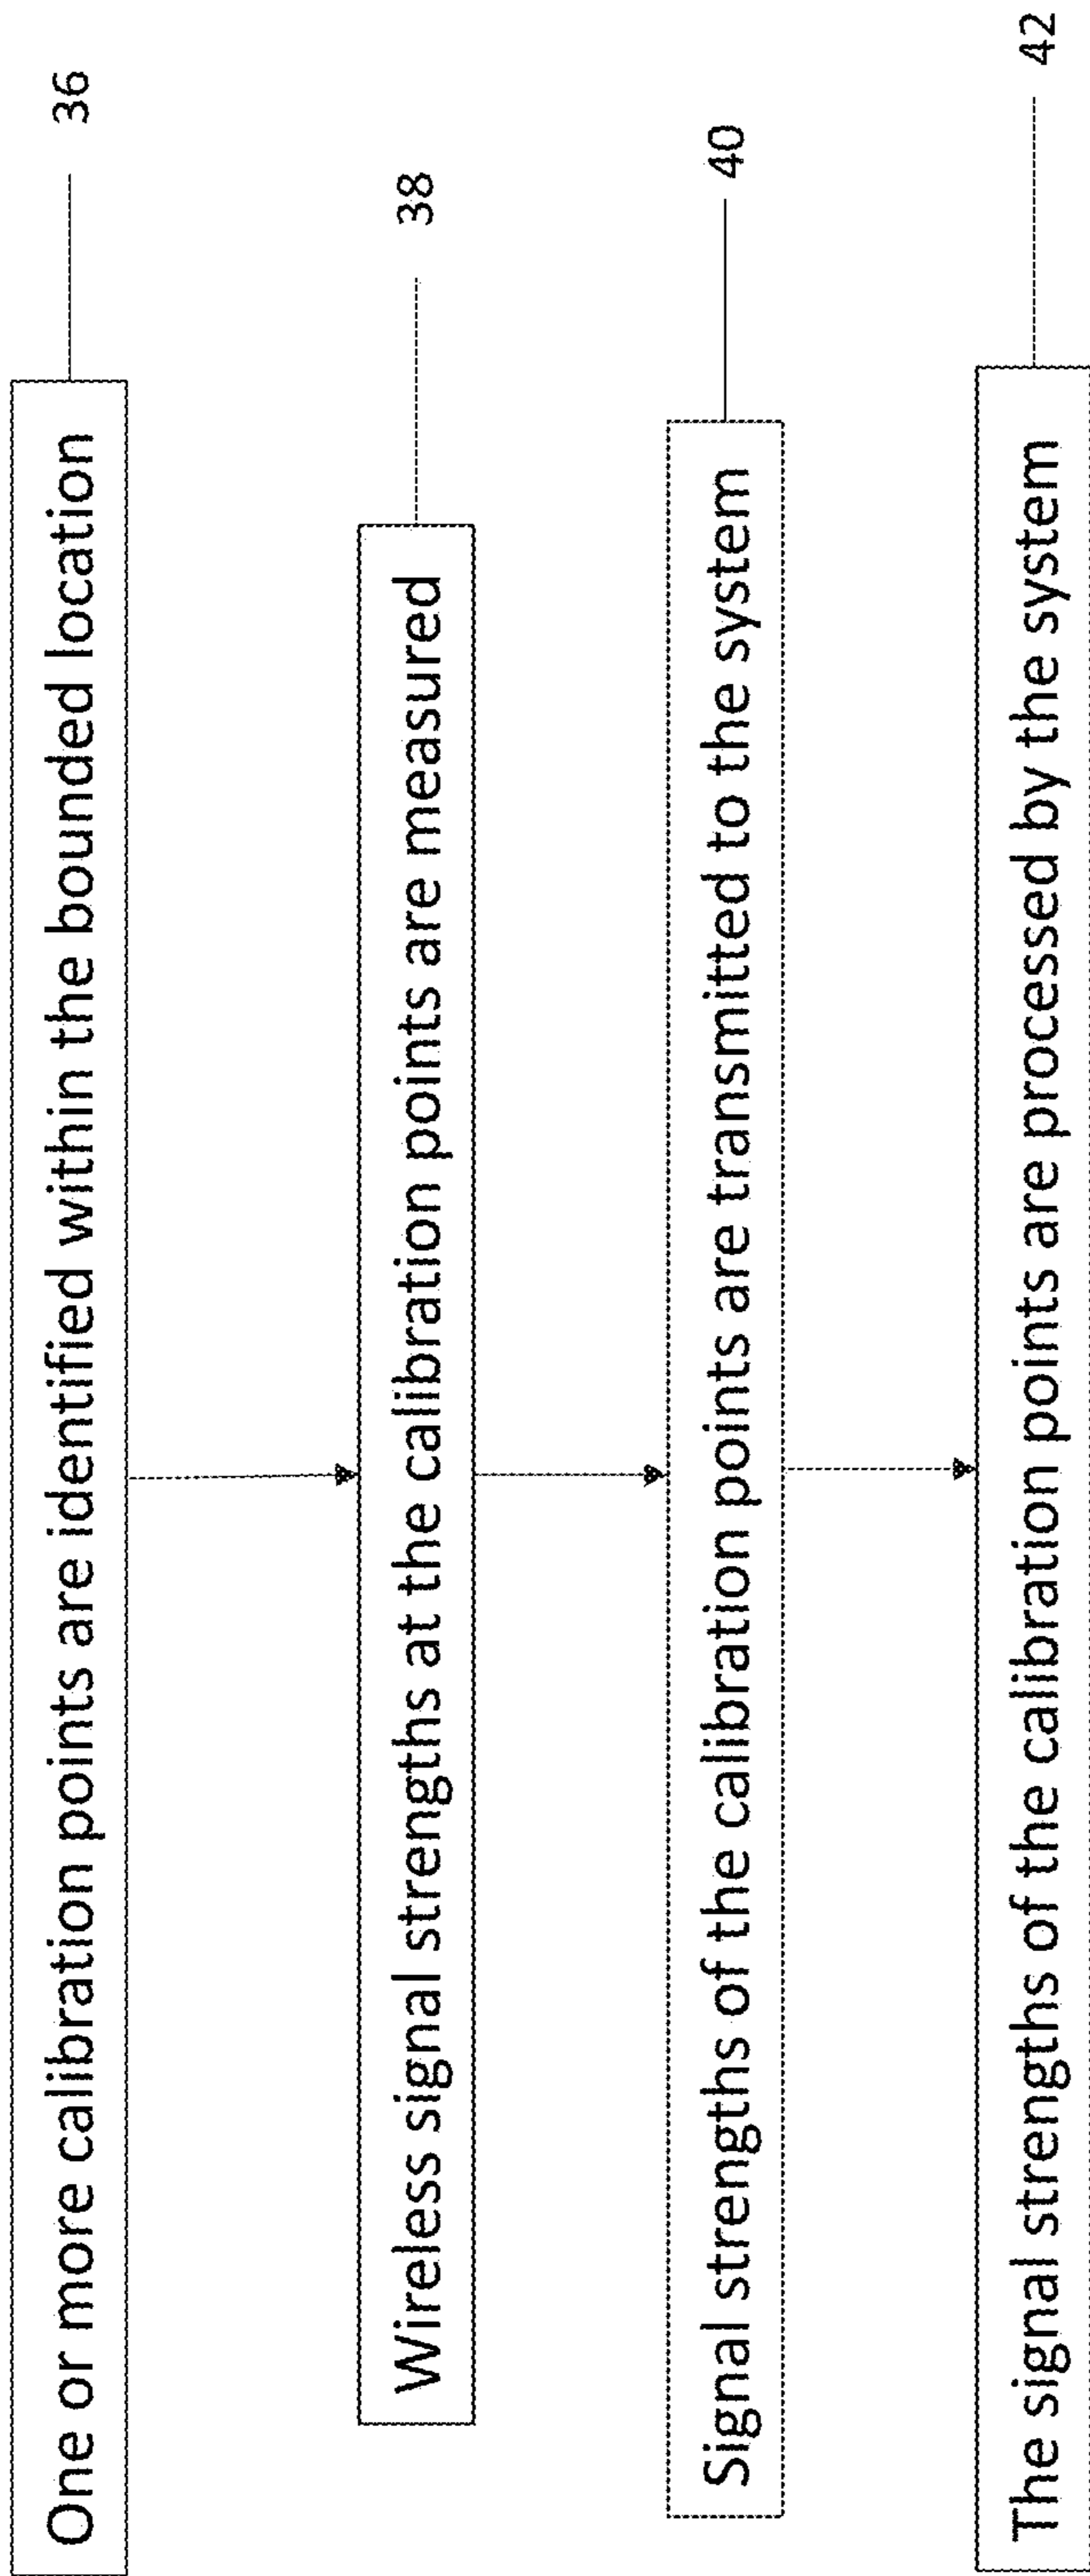 One or more calibration points are identified within the bounded location
36
Wireless signal strengths at the calibration points are measured
38
Signal strengths of the calibration points are transmitted to the system
40
The signal strengths of the calibration points are processed by the system
42